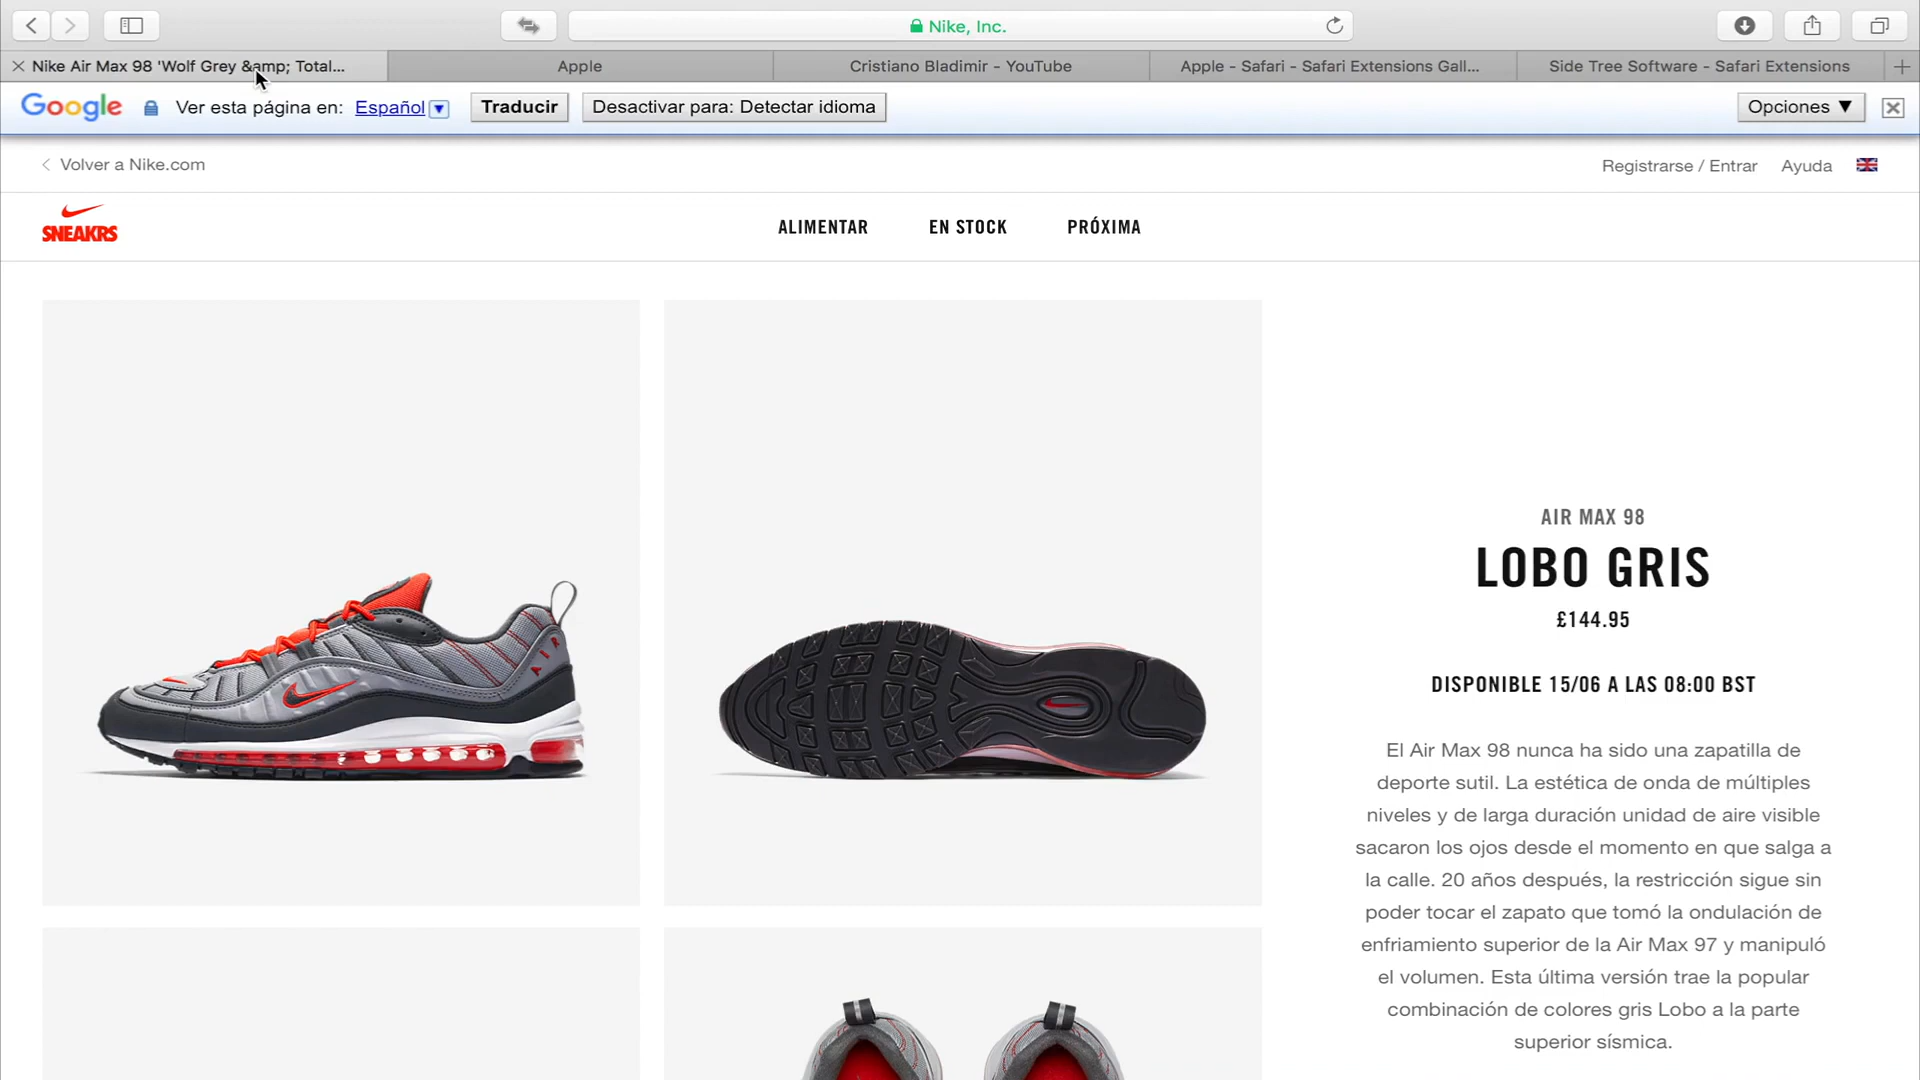 Nike, Inc.
Nike Air Max 98 'Wolf Grey &amp; Total...
Apple
Cristiano Bladimir - YouTube
Apple - Safari - Safari Extensions Gall...
Side Tree Software - Safari Extensions
Google
Ver esta página en: Español
Traducir
Desactivar para: Detectar idioma
Opciones ▼
Volver a Nike.com
Registrarse / Entrar
Ayuda
SNEAKRS
ALIMENTAR
EN STOCK
PRÓXIMA
AIR
AIR MAX 98
LOBO GRIS
£144.95
DISPONIBLE 15/06 A LAS 08:00 BST
El Air Max 98 nunca ha sido una zapatilla de
deporte sutil. La estética de onda de múltiples
niveles y de larga duración unidad de aire visible
sacaron los ojos desde el momento en que salga a
la calle. 20 años después, la restricción sigue sin
poder tocar el zapato que tomó la ondulación de
enfriamiento superior de la Air Max 97 y manipuló
el volumen. Esta última versión trae la popular
combinación de colores gris Lobo a la parte
superior sísmica.